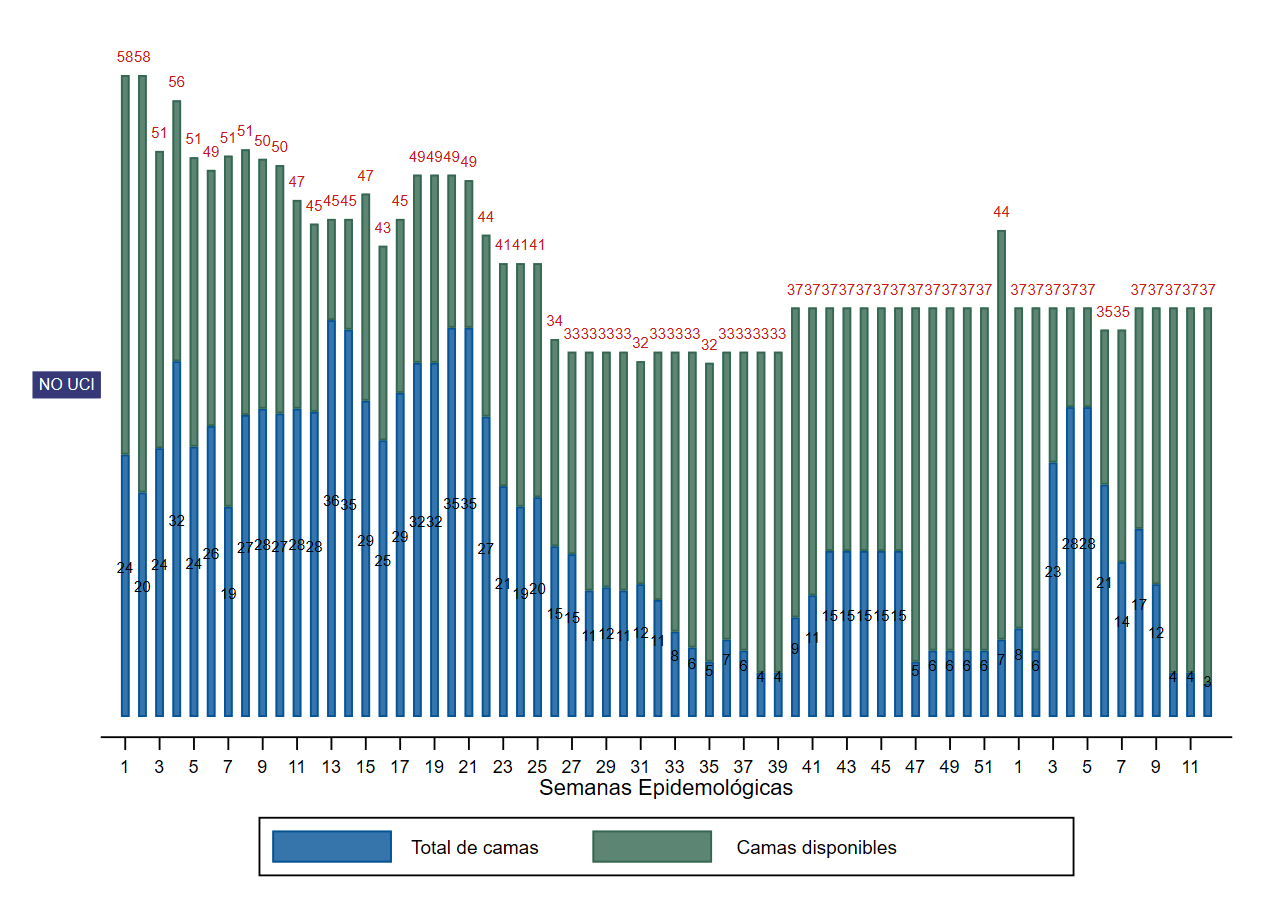 58 58 51 56 51 49 51 51 50 50 47 45 45 45 47 43 45 49 49 49 49 44 41 41 41 34 33 33 33 33 32 33 33 33 32 33 33 33 33 37 37 37 37 37 37 37 37 37 37 37 37 44 37 37 37 37 37 35 35 37 37 37 37 37
NO UCI
24 20 24 32 24 26 19 27 28 27 28 28 36 35 29 25 29 32 32 35 35 27 21 19 20 15 15 11 12 11 12 11 8 6 5 7 6 4 4 9 11 15 15 15 15 15 5 6 6 6 6 7 8 6 23 28 28 21 14 17 12 4 4 3
1 3 5 7 9 11 13 15 17 19 21 23 25 27 29 31 33 35 37 39 41 43 45 47 49 51 1 3 5 7 9 11
Semanas Epidemológicas
Total de camas Camas disponibles